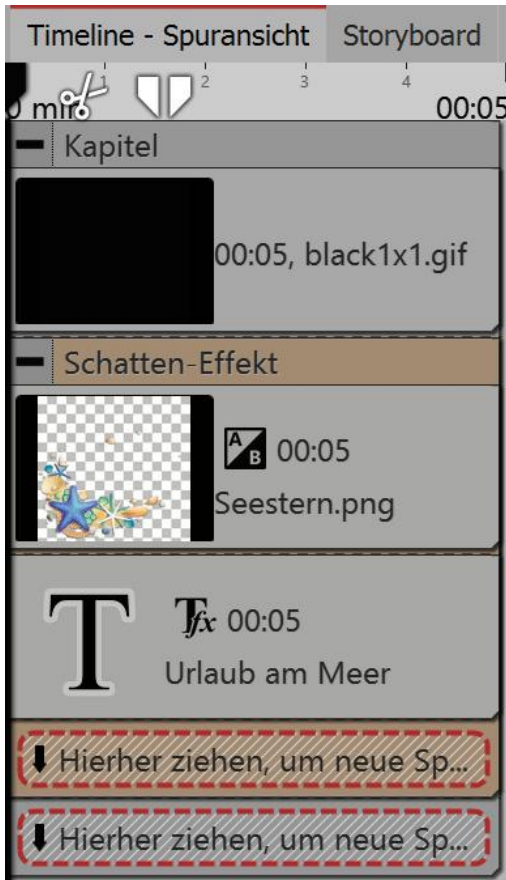 Timeline - Spuransicht Storyboard
1 2 3 4
0 min 00:05
Kapitel
00:05, black1x1.gif
Schatten-Effekt
A B 00:05
Seestern.png
T Tfx 00:05
Urlaub am Meer
Hierher ziehen, um neue Sp...
Hierher ziehen, um neue Sp...